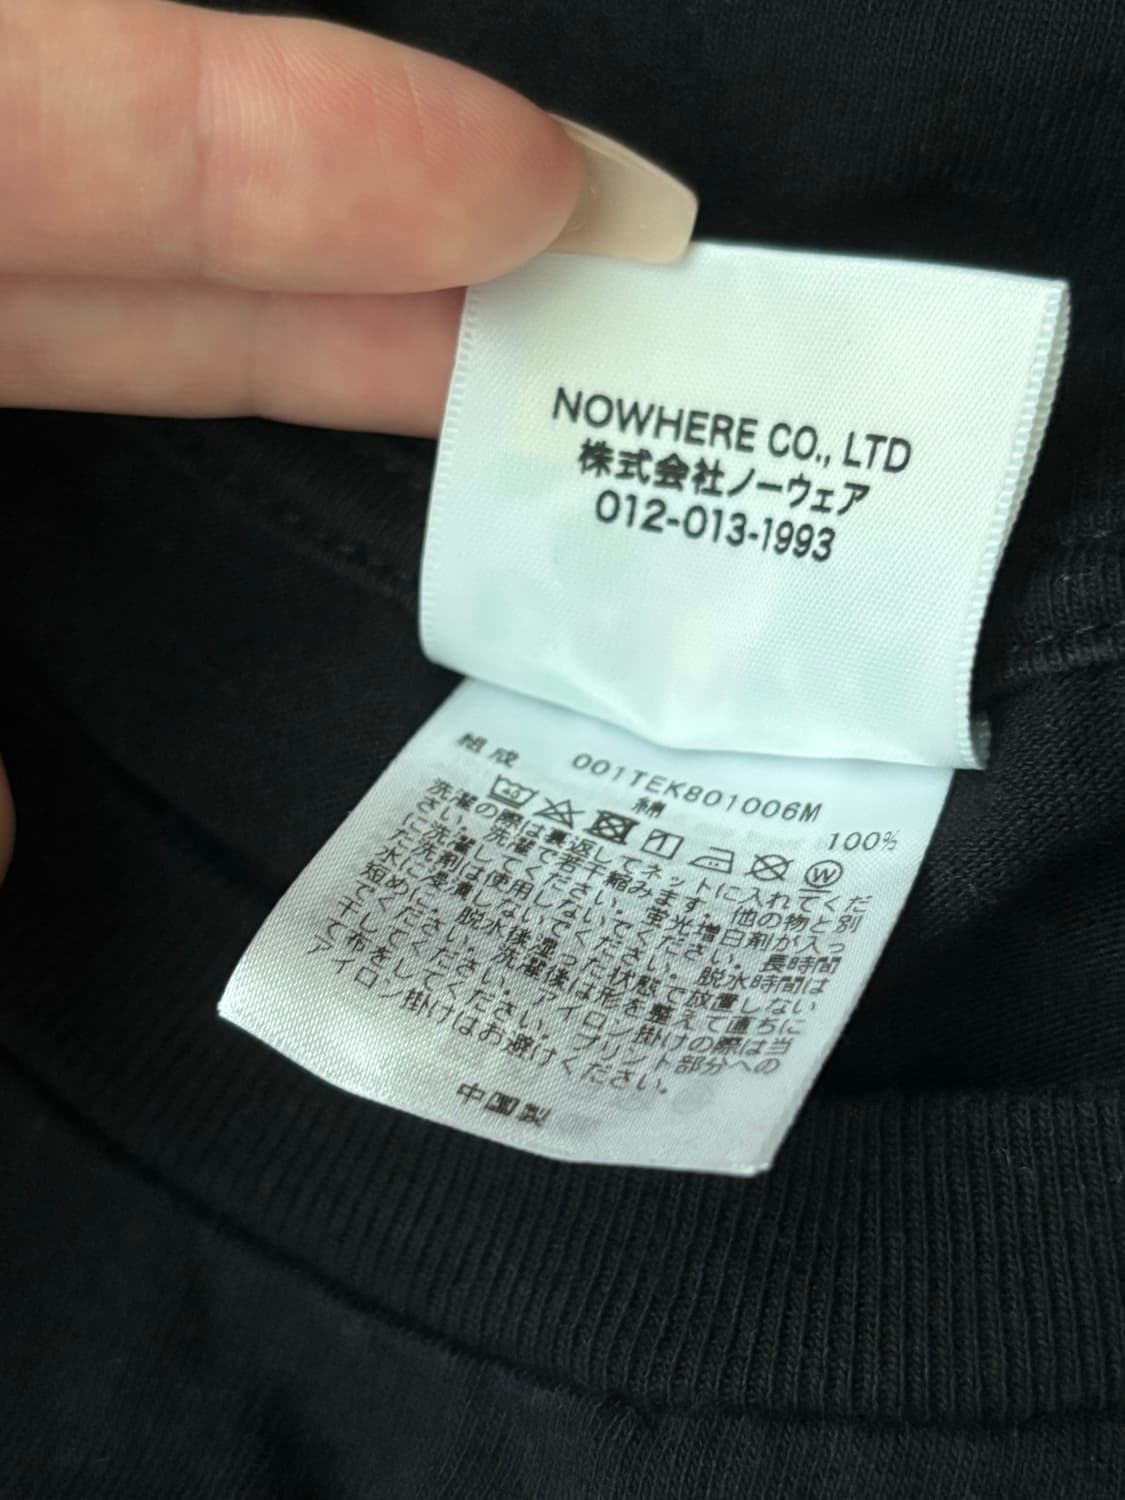 NOWHERE CO., LTD
株式会社ノーウェア
012-013-1993
001TEK801006M
組成 綿 100%
洗濯の際は裏返してネットに入れてくだ
さい。洗濯で若干縮みます。他の物と別
に洗濯してください。蛍光増白剤が入っ
た洗剤は使用しないでください。長時間
水に浸漬しないでください。脱水時間は
短めに。脱水後湿った状態で放置しない
でください。洗濯後は形を整えて直ちに
干してください。アイロン掛けの際は当
て布をしてください。プリント部分への
アイロン掛けはお避けください。
中国製